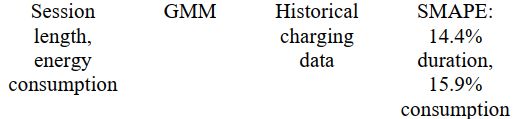 Session length, energy consumption
GMM
Historical charging data
SMAPE: 14.4% duration, 15.9% consumption